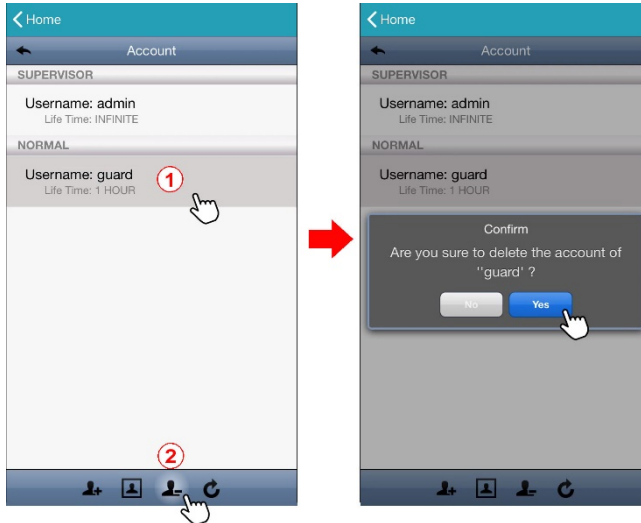 Home
Account
SUPERVISOR
Username: admin
Life Time: INFINITE
NORMAL
Username: guard
Life Time: 1 HOUR
1
2
Home
Account
SUPERVISOR
Username: admin
Life Time: INFINITE
NORMAL
Username: guard
Life Time: 1 HOUR
Confirm
Are you sure to delete the account of
''guard' ?
No
Yes